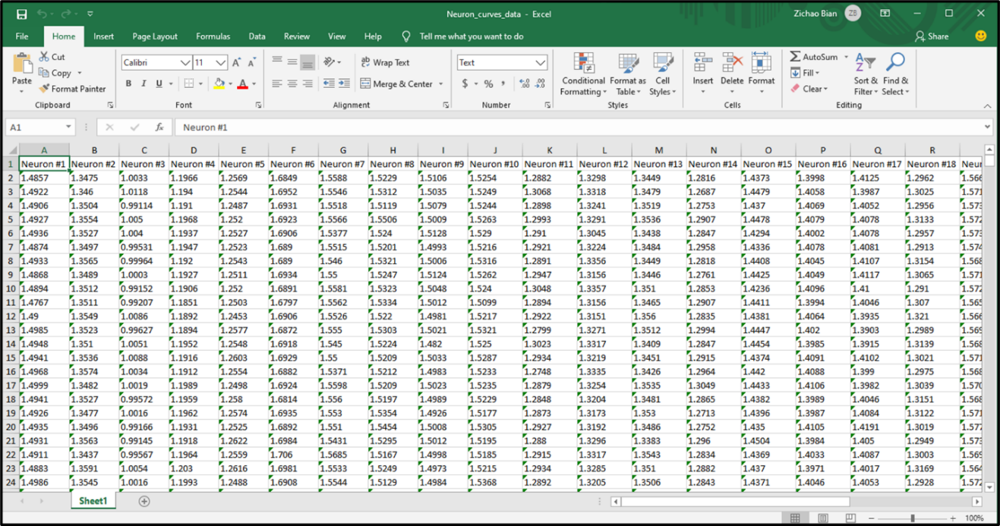 Neuron_curves_data - Excel
Zichao Bian ZB
File Home Insert Page Layout Formulas Data Review View Help Tell me what you want to do Share
Cut
Copy
Format Painter
Paste
Clipboard
Calibri 11
B I U A
Font
Wrap Text
Merge & Center
Alignment
Text
$ % ,
Number
Conditional Formatting Format as Table Cell Styles
Styles
Insert Delete Format
Cells
AutoSum
Fill
Clear
Sort & Filter Find & Select
Editing
A1 fx Neuron #1
A B C D E F G H I J K L M N O P Q R
1 Neuron #1 Neuron #2 Neuron #3 Neuron #4 Neuron #5 Neuron #6 Neuron #7 Neuron #8 Neuron #9 Neuron #10 Neuron #11 Neuron #12 Neuron #13 Neuron #14 Neuron #15 Neuron #16 Neuron #17 Neuron #18
2 1.4857 1.3475 1.0033 1.1966 1.2569 1.6849 1.5588 1.5229 1.5106 1.5254 1.2882 1.3298 1.3449 1.2816 1.4373 1.3998 1.4125 1.2962 1.566
3 1.4922 1.346 1.0118 1.194 1.2544 1.6952 1.5546 1.5312 1.5035 1.5249 1.3068 1.3318 1.3479 1.2687 1.4479 1.4058 1.3987 1.3025 1.571
4 1.4906 1.3504 0.99114 1.191 1.2487 1.6931 1.5518 1.5119 1.5079 1.5244 1.2898 1.3241 1.3519 1.2753 1.437 1.4069 1.4052 1.2956 1.573
5 1.4927 1.3554 1.005 1.1968 1.252 1.6923 1.5566 1.5506 1.5009 1.5263 1.2993 1.3291 1.3536 1.2907 1.4478 1.4079 1.4078 1.3133 1.572
6 1.4936 1.3527 1.004 1.1937 1.2527 1.6906 1.5377 1.524 1.5128 1.529 1.291 1.3045 1.3438 1.2847 1.4294 1.4002 1.4078 1.2957 1.573
7 1.4874 1.3497 0.99531 1.1947 1.2523 1.689 1.5515 1.5201 1.4993 1.5216 1.2921 1.3224 1.3484 1.2958 1.4336 1.4078 1.4081 1.2913 1.574
8 1.4933 1.3565 0.99964 1.192 1.2543 1.689 1.546 1.5321 1.5006 1.5316 1.2891 1.3356 1.3449 1.2818 1.4408 1.4045 1.4107 1.3154 1.568
9 1.4868 1.3489 1.0003 1.1927 1.2511 1.6934 1.55 1.5247 1.5124 1.5262 1.2947 1.3156 1.3446 1.2761 1.4425 1.4049 1.4117 1.3065 1.571
10 1.4894 1.3512 0.99152 1.1906 1.252 1.6891 1.5581 1.5323 1.5048 1.524 1.3048 1.3357 1.351 1.2853 1.4236 1.4096 1.41 1.291 1.572
11 1.4767 1.3511 0.99207 1.1851 1.2503 1.6797 1.5562 1.5334 1.5012 1.5099 1.2894 1.3156 1.3465 1.2907 1.4411 1.3994 1.4046 1.307 1.565
12 1.49 1.3549 1.0086 1.1892 1.2453 1.6906 1.5526 1.522 1.4981 1.5217 1.2922 1.3151 1.356 1.2835 1.4381 1.4064 1.3935 1.321 1.566
13 1.4985 1.3523 0.99627 1.1894 1.2577 1.6872 1.555 1.5303 1.5021 1.5321 1.2799 1.3271 1.3512 1.2994 1.4447 1.402 1.3903 1.2989 1.569
14 1.4948 1.351 1.0051 1.1952 1.2548 1.6918 1.545 1.5224 1.482 1.525 1.3023 1.3317 1.3409 1.2847 1.4454 1.3985 1.3915 1.3139 1.568
15 1.4941 1.3536 1.0088 1.1916 1.2603 1.6929 1.55 1.5209 1.5033 1.5287 1.2934 1.3219 1.3451 1.2915 1.4374 1.4091 1.4102 1.3021 1.571
16 1.4968 1.3574 1.0034 1.1912 1.2554 1.6882 1.5371 1.5212 1.4983 1.5233 1.2748 1.3335 1.3426 1.2964 1.442 1.4088 1.399 1.2975 1.568
17 1.4999 1.3482 1.0019 1.1989 1.2498 1.6924 1.5598 1.5209 1.5023 1.5235 1.2879 1.3254 1.3535 1.3049 1.4433 1.4106 1.3982 1.3039 1.570
18 1.4941 1.3527 0.99572 1.1959 1.258 1.6814 1.556 1.5197 1.4989 1.5229 1.2848 1.3204 1.3481 1.2865 1.4382 1.3989 1.4046 1.3151 1.568
19 1.4926 1.3477 1.0016 1.1962 1.2574 1.6935 1.553 1.5354 1.4926 1.5177 1.2873 1.3173 1.353 1.2713 1.4396 1.3987 1.4084 1.3122 1.571
20 1.4935 1.3496 0.99166 1.1931 1.2525 1.6892 1.551 1.5454 1.5008 1.5305 1.2927 1.3192 1.3486 1.2752 1.435 1.4105 1.4191 1.3019 1.577
21 1.4931 1.3563 0.99145 1.1918 1.2622 1.6984 1.5431 1.5295 1.5012 1.5195 1.288 1.3296 1.3383 1.296 1.4504 1.3984 1.405 1.2949 1.573
22 1.4911 1.3437 0.99567 1.1964 1.2559 1.706 1.5685 1.5167 1.4998 1.5185 1.2915 1.3317 1.3543 1.2834 1.4369 1.4033 1.4087 1.3003 1.569
23 1.4883 1.3591 1.0054 1.203 1.2616 1.6981 1.5533 1.5249 1.4973 1.5215 1.2934 1.3285 1.351 1.2882 1.437 1.3971 1.4017 1.3169 1.564
24 1.4986 1.3545 1.0016 1.1993 1.2488 1.6908 1.5544 1.5129 1.4984 1.5368 1.2892 1.3205 1.3506 1.2843 1.4371 1.4046 1.4053 1.2928 1.572
Sheet1
100%